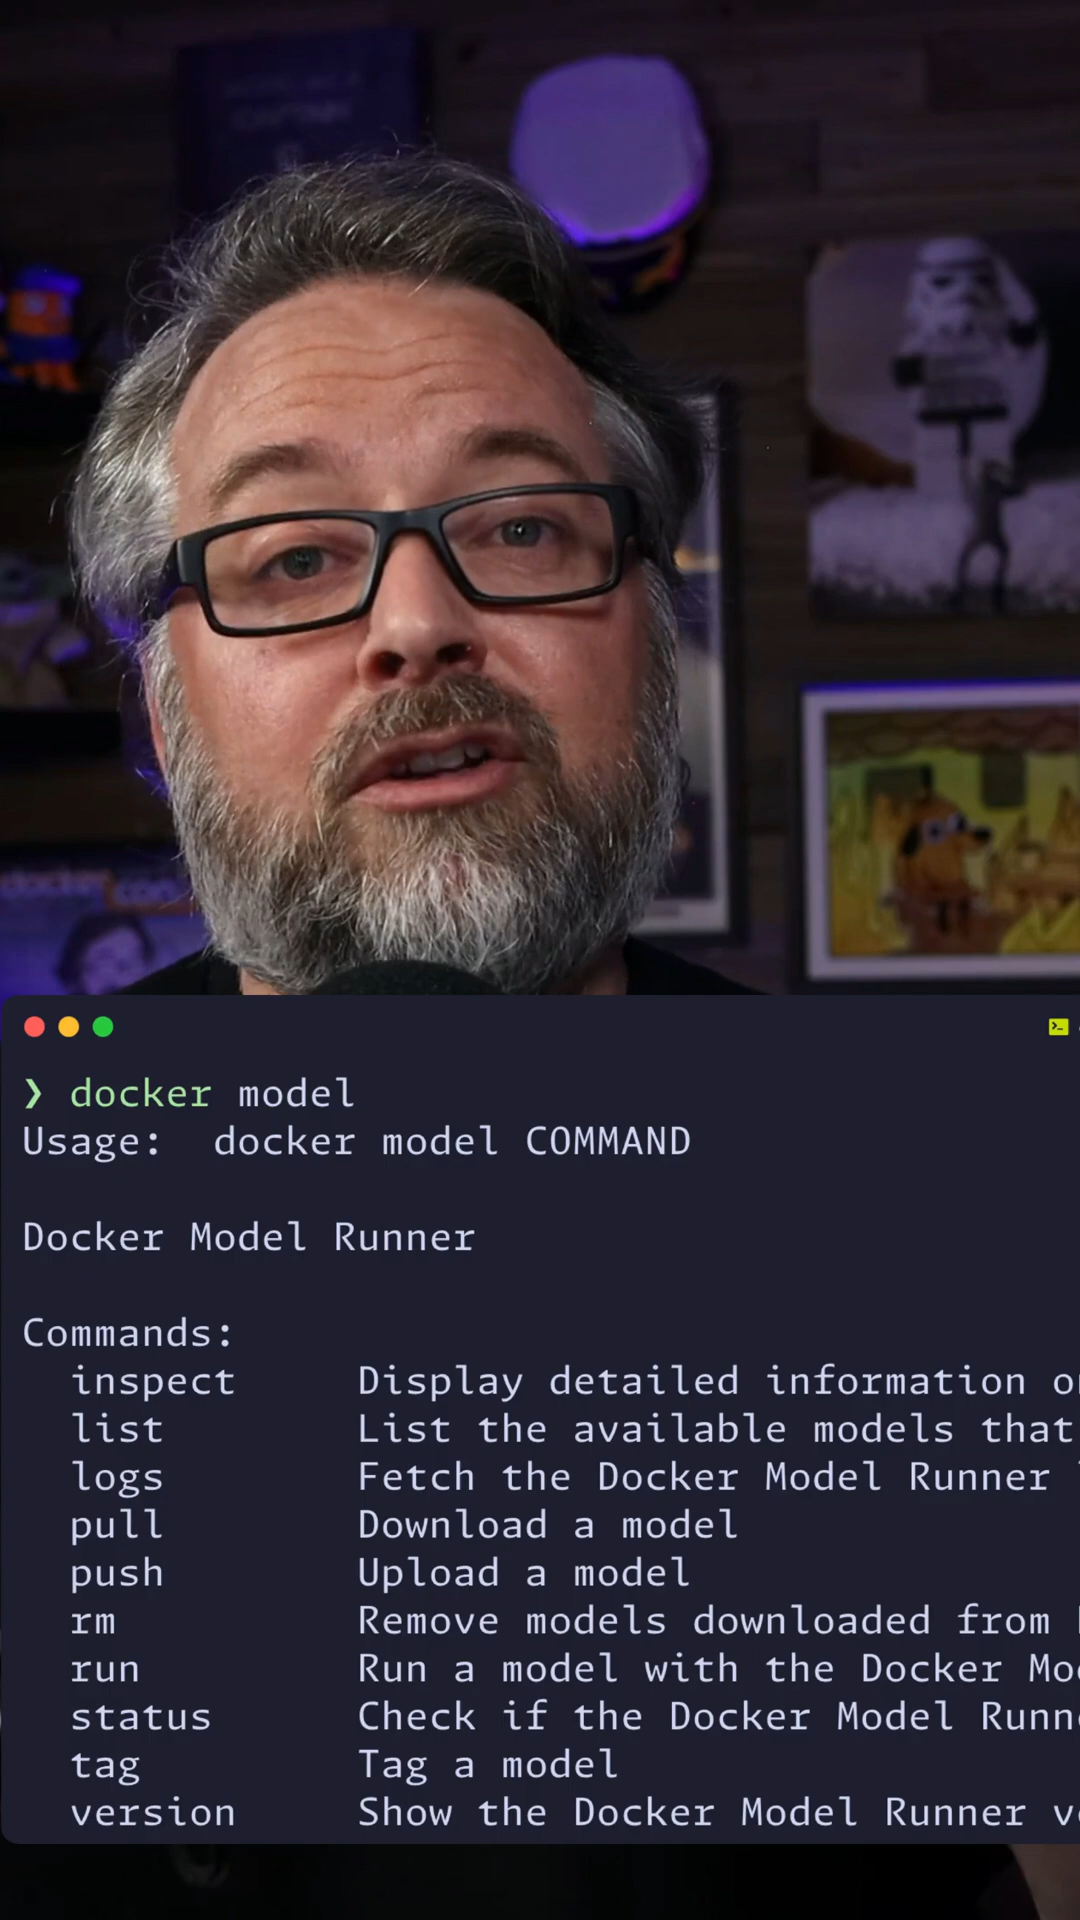 docker
❯ docker model
Usage:  docker model COMMAND
Docker Model Runner
Commands:
inspect Display detailed information
list List the available models that
logs Fetch the Docker Model Runner
pull Download a model
push Upload a model
rm Remove models downloaded from
run Run a model with the Docker
status Check if the Docker Model
tag Tag a model
version Show the Docker Model Runner